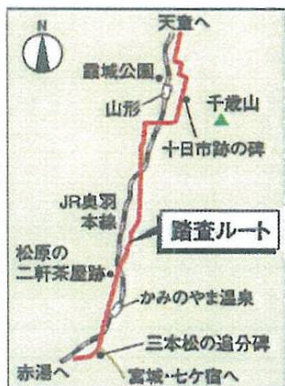 天童へ
N
霞城公園
山形
千歳山
十日市跡の碑
JR奥羽
本線
踏査ルート
松原の
二軒茶屋跡
かみのやま温泉
三本松の追分碑
赤湯へ
宮城・七ケ宿へ